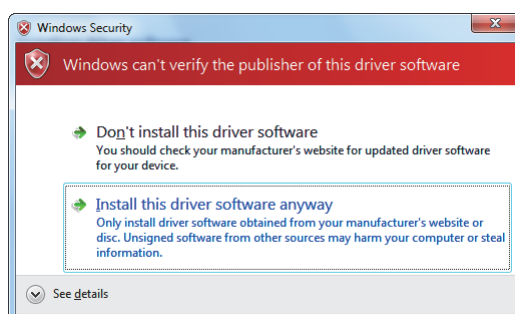 Windows Security
Windows can't verify the publisher of this driver software
Don't install this driver software
You should check your manufacturer's website for updated driver software
for your device.
Install this driver software anyway
Only install driver software obtained from your manufacturer's website or
disc. Unsigned software from other sources may harm your computer or steal
information.
See details